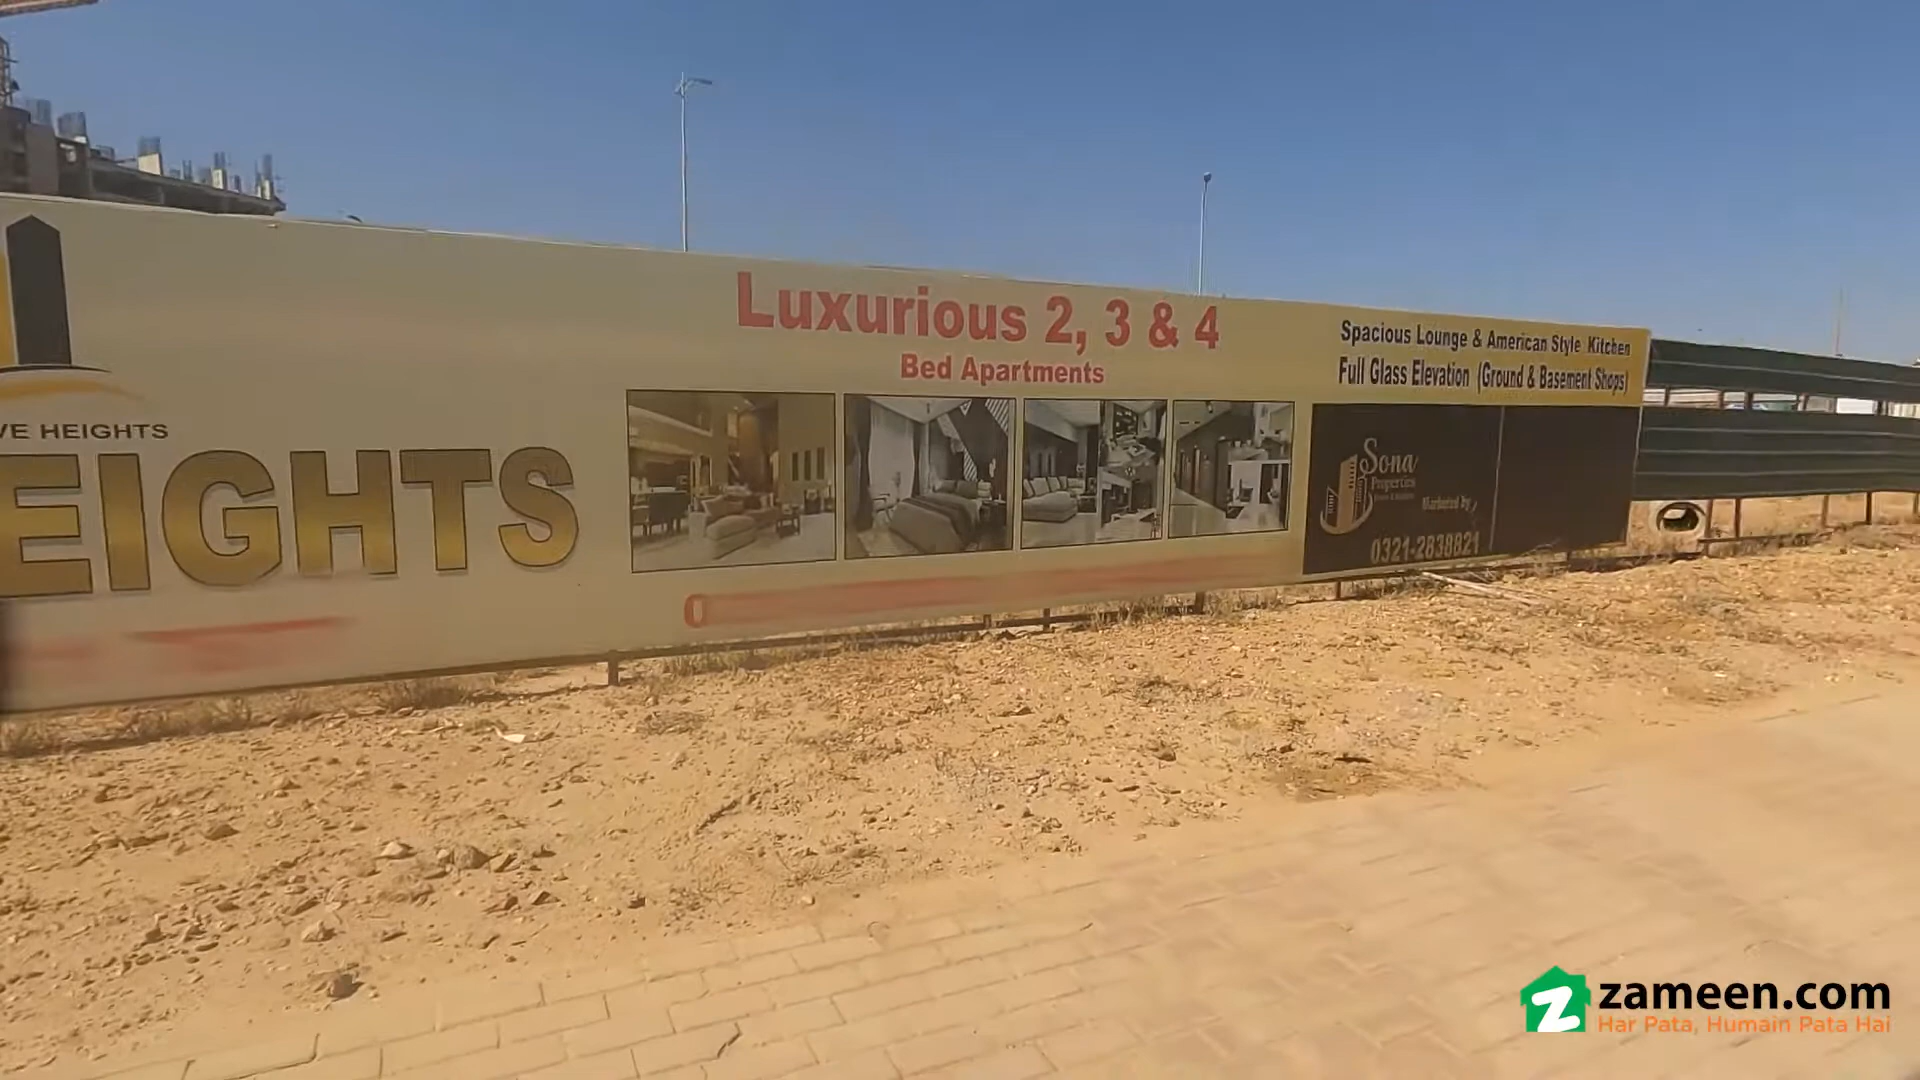 VE HEIGHTS
EIGHTS
Luxurious 2, 3 & 4
Bed Apartments
Spacious Lounge & American Style Kitchen
Full Glass Elevation (Ground & Basement Shops)
Sona
Properties
Marketed by
0321-2838821
zameen.com
Har Pata, Humain Pata Hai